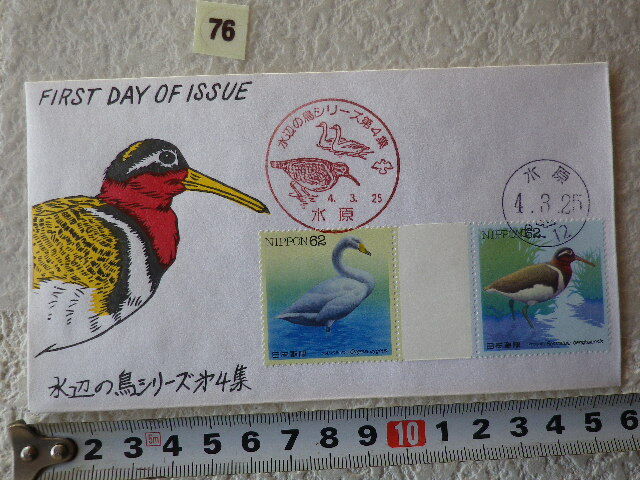 76
FIRST DAY OF ISSUE
水辺の鳥シリーズ第4集
4.3.25
水原
水原
4.3.25
12
NIPPON 62
日本郵便
NIPPON 62
日本郵便
水辺の鳥シリーズ第4集
2 3 cm 4 5 6 7 8 9 10 1 2 3 4 5